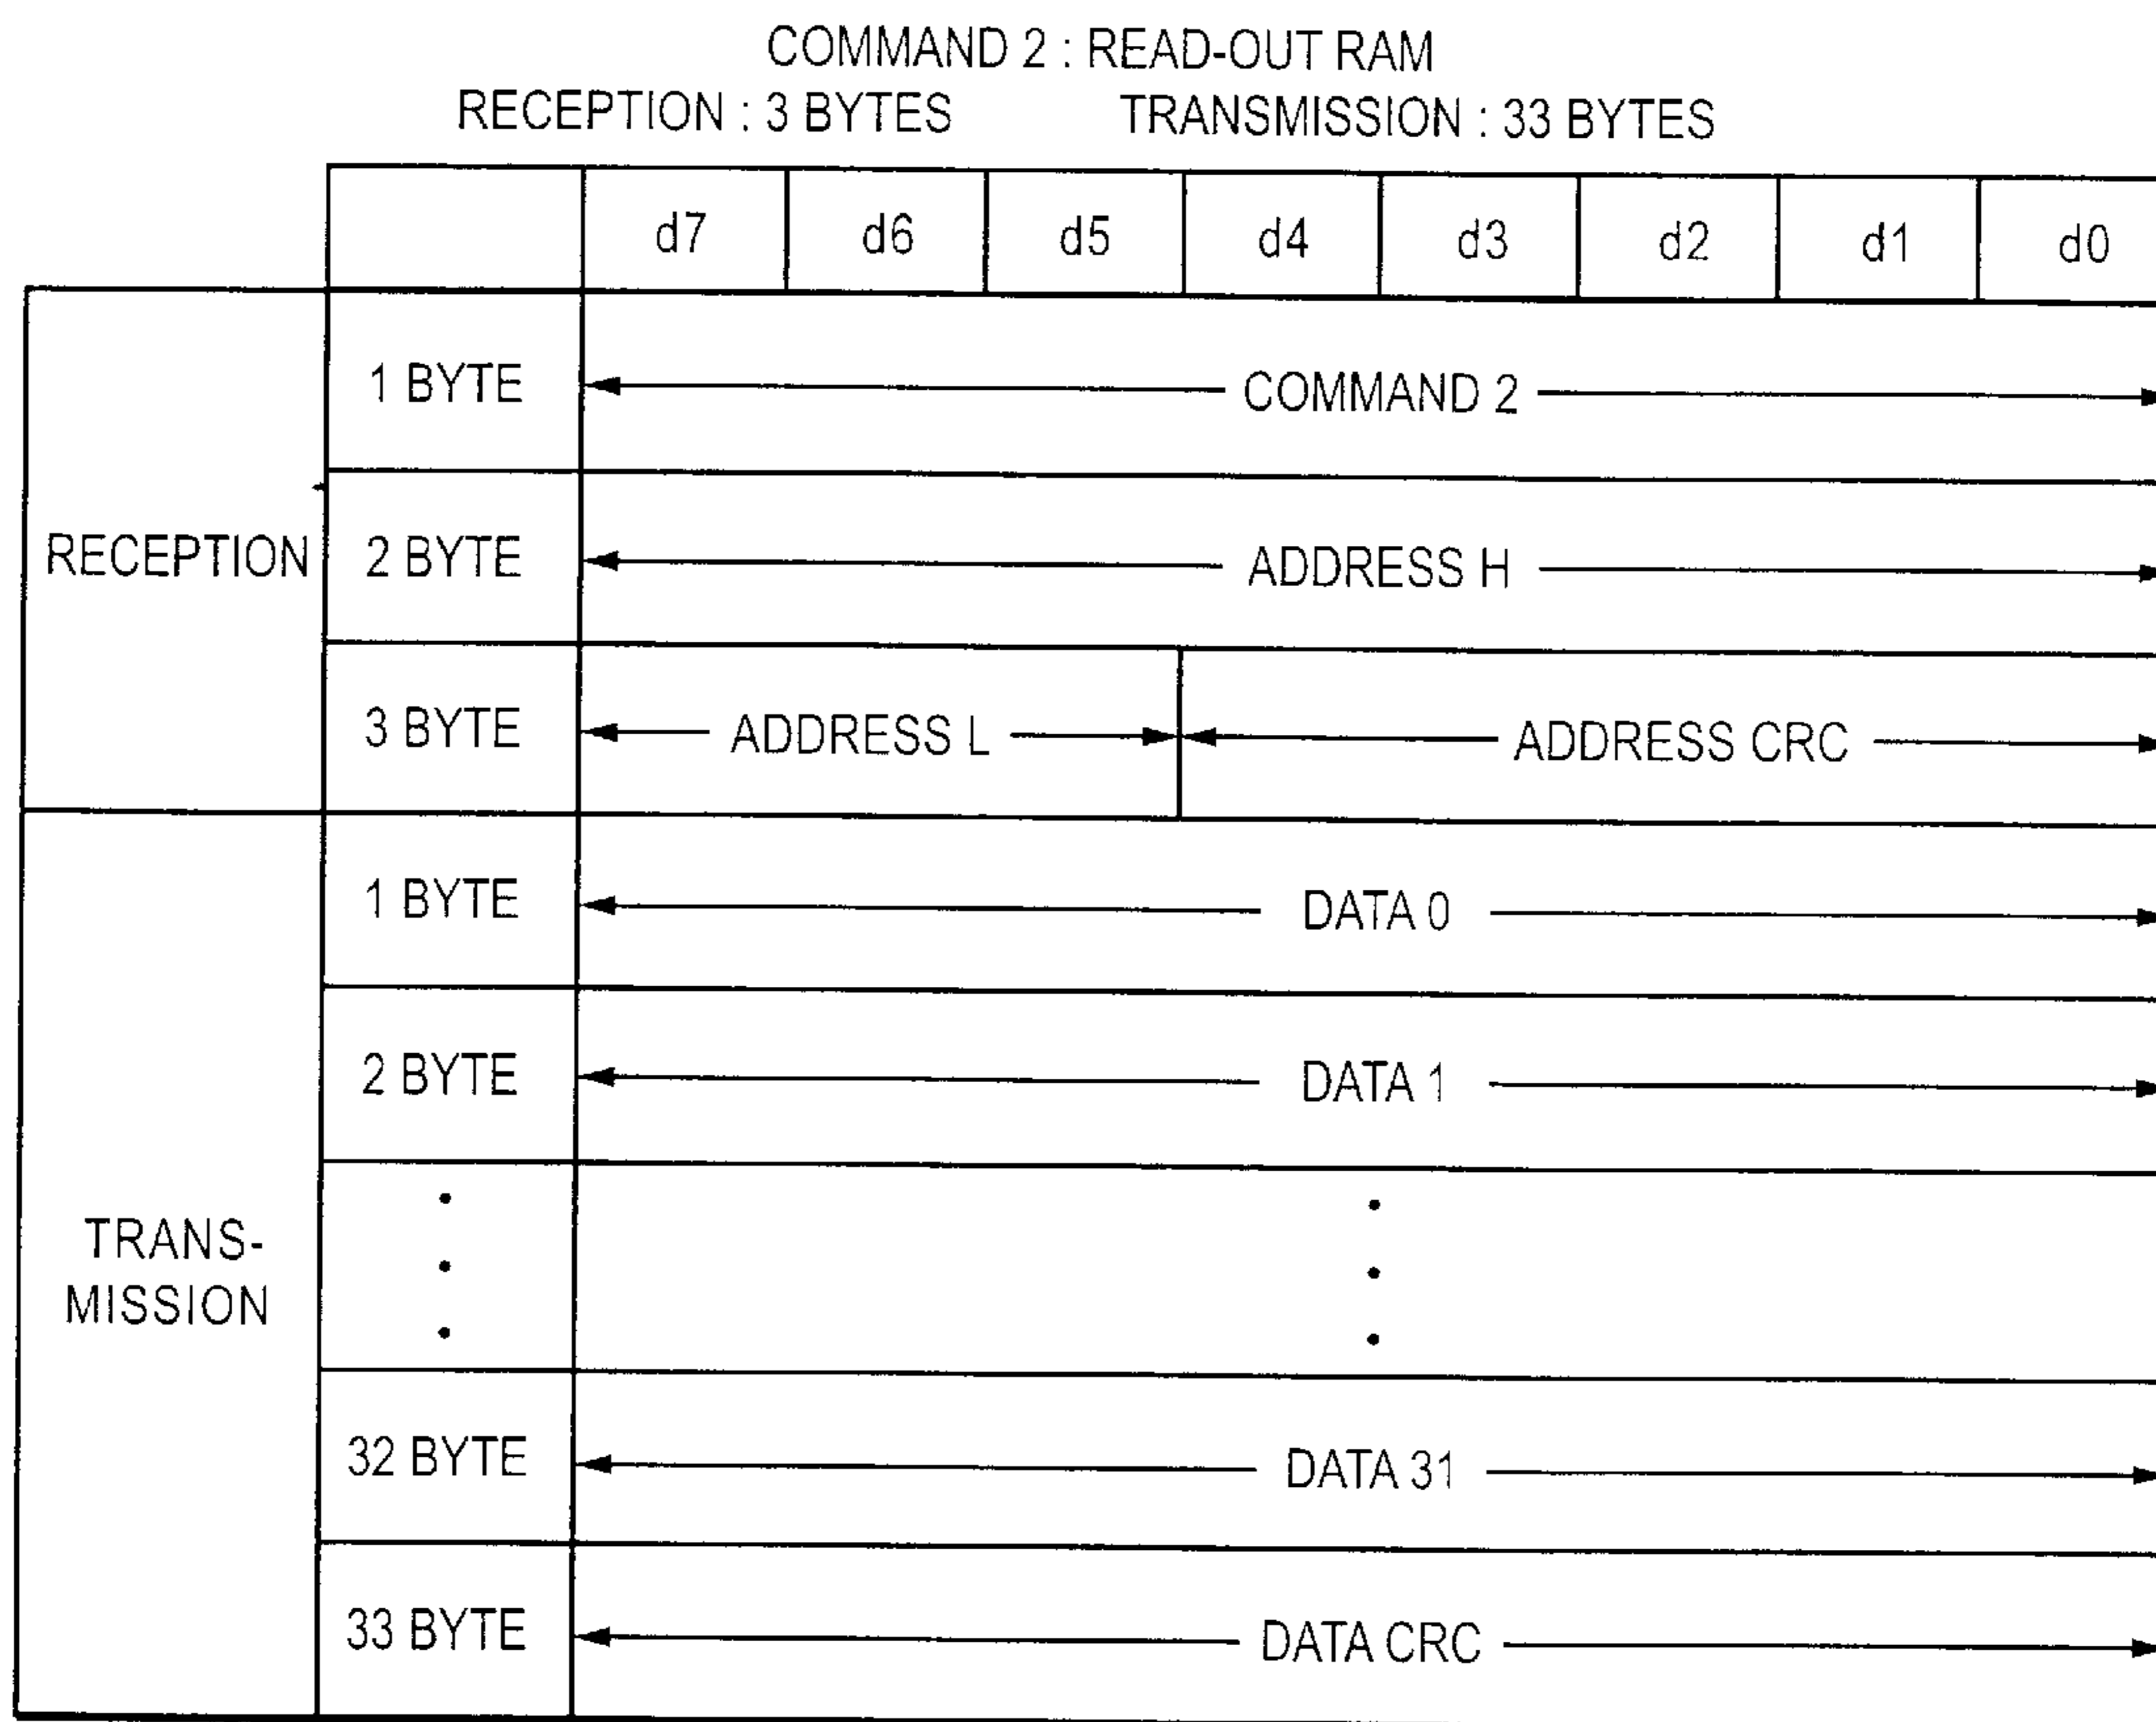 COMMAND 2 : READ-OUT RAM
RECEPTION : 3 BYTES TRANSMISSION : 33 BYTES
d7 d6 d5 d4 d3 d2 d1 d0
1 BYTE COMMAND 2
RECEPTION 2 BYTE ADDRESS H
3 BYTE ADDRESS L ADDRESS CRC
1 BYTE DATA 0
2 BYTE DATA 1
TRANS-
MISSION
32 BYTE DATA 31
33 BYTE DATA CRC